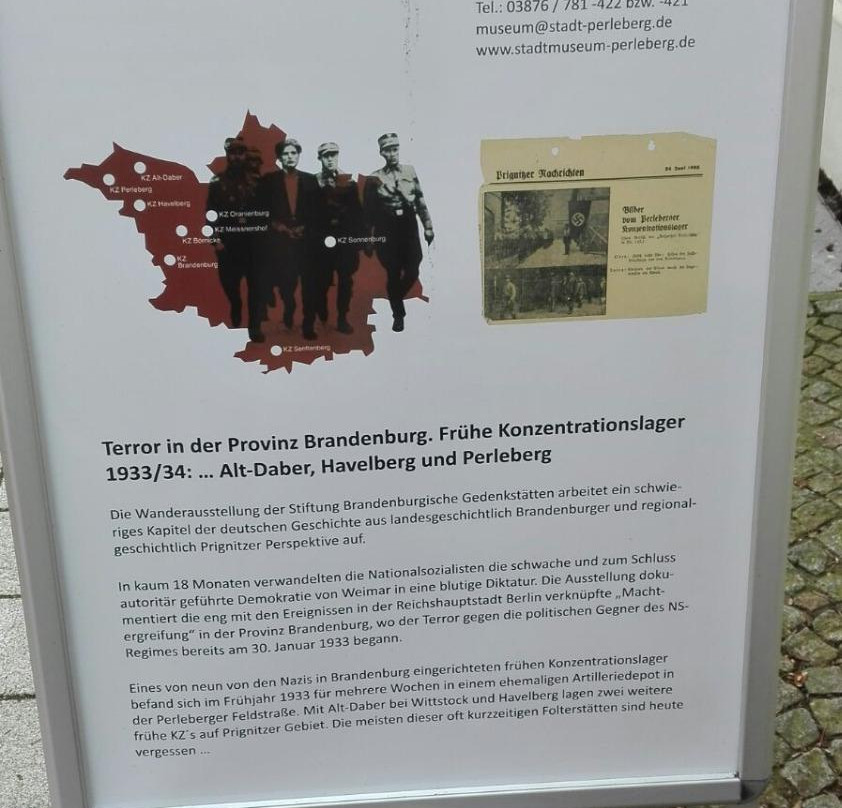 Tel.: 03876 / 781 -422 bzw. -421
museum@stadt-perleberg.de
www.stadtmuseum-perleberg.de
KZ Alt-Daber
KZ Perleberg
KZ Havelberg
KZ Oranienburg
KZ Meissnershof
KZ Börnicke
KZ Sonnenburg
KZ
Brandenburg
KZ Senftenberg
Prignitzer Nachrichten
Bilder
vom Perleberger
Konzentrationslager
Terror in der Provinz Brandenburg. Frühe Konzentrationslager
1933/34: ... Alt-Daber, Havelberg und Perleberg
Die Wanderausstellung der Stiftung Brandenburgische Gedenkstätten arbeitet ein schwie-
riges Kapitel der deutschen Geschichte aus landesgeschichtlich Brandenburger und regional-
geschichtlich Prignitzer Perspektive auf.
In kaum 18 Monaten verwandelten die Nationalsozialisten die schwache und zum Schluss
autoritär geführte Demokratie von Weimar in eine blutige Diktatur. Die Ausstellung doku-
mentiert die eng mit den Ereignissen in der Reichshauptstadt Berlin verknüpfte „Macht-
ergreifung" in der Provinz Brandenburg, wo der Terror gegen die politischen Gegner des NS-
Regimes bereits am 30. Januar 1933 begann.
Eines von neun von den Nazis in Brandenburg eingerichteten frühen Konzentrationslager
befand sich im Frühjahr 1933 für mehrere Wochen in einem ehemaligen Artilleriedepot in
der Perleberger Feldstraße. Mit Alt-Daber bei Wittstock und Havelberg lagen zwei weitere
frühe KZ´s auf Prignitzer Gebiet. Die meisten dieser oft kurzzeitigen Folterstätten sind heute
vergessen ...